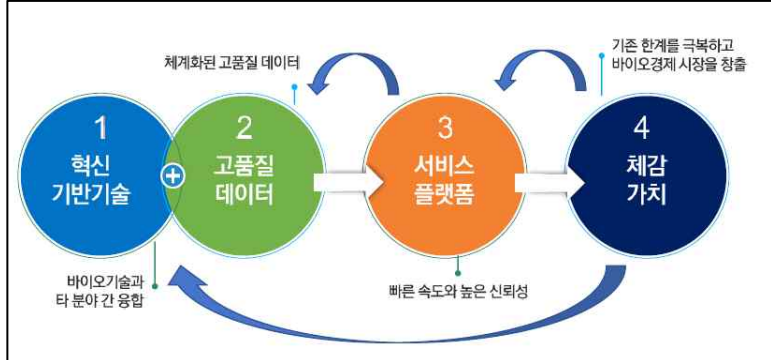 기존 한계를 극복하고
바이오경제 시장을 창출
체계화된 고품질 데이터
1
혁신
기반기술
+
2
고품질
데이터
3
서비스
플랫폼
4
체감
가치
바이오기술과
타 분야 간 융합
빠른 속도와 높은 신뢰성